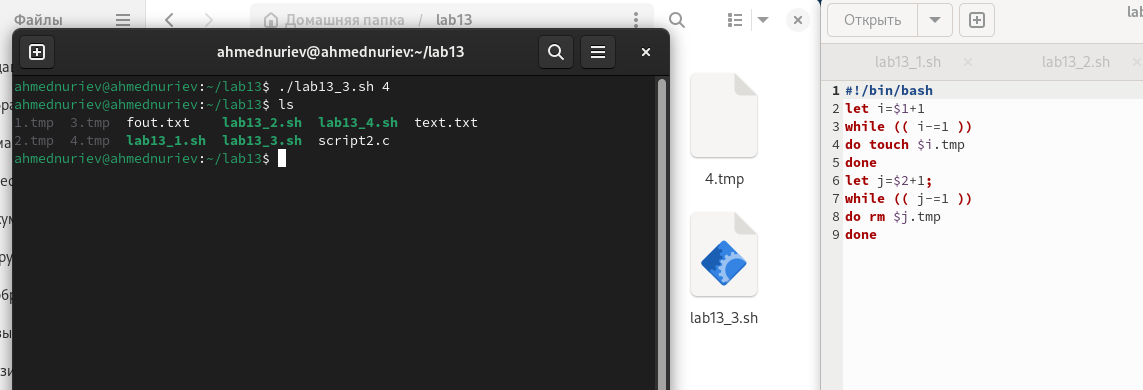 Файлы
Домашняя папка / lab13
ahmednuriev@ahmednuriev:~/lab13
ahmednuriev@ahmednuriev:~/lab13$ ./lab13_3.sh 4
ahmednuriev@ahmednuriev:~/lab13$ ls
1.tmp 3.tmp fout.txt lab13_2.sh lab13_4.sh text.txt
2.tmp 4.tmp lab13_1.sh lab13_3.sh script2.c
ahmednuriev@ahmednuriev:~/lab13$
4.tmp
lab13_3.sh
Открыть
lab13_1.sh
lab13_2.sh
1 #!/bin/bash
2 let i=$1+1
3 while (( i-=1 ))
4 do touch $i.tmp
5 done
6 let j=$2+1;
7 while (( j-=1 ))
8 do rm $j.tmp
9 done